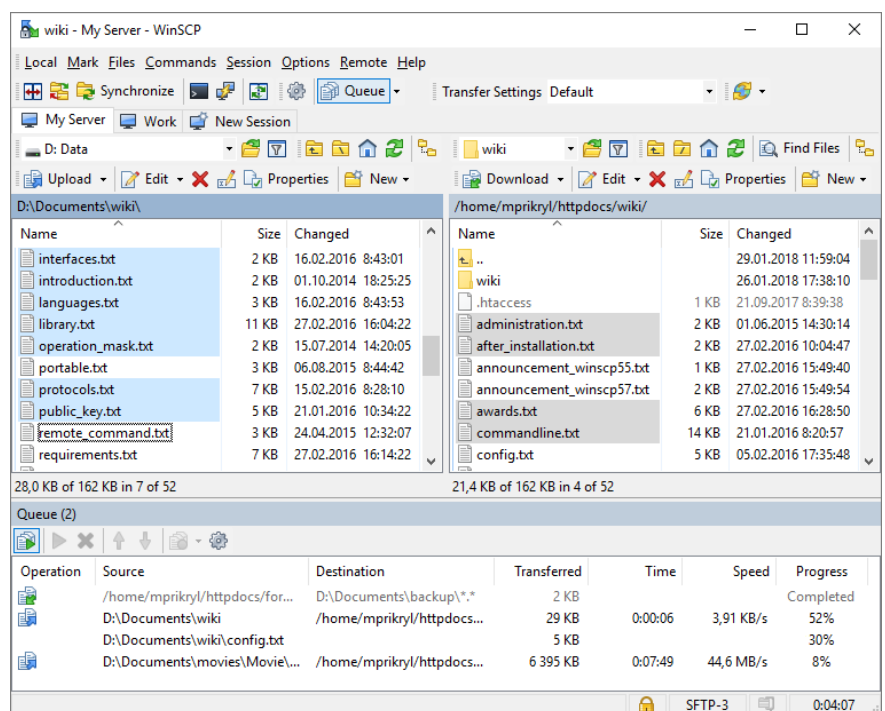 wiki - My Server - WinSCP
Local Mark Files Commands Session Options Remote Help
Synchronize Queue Transfer Settings Default
My Server Work New Session
D: Data wiki Find Files
Upload Edit Properties New Download Edit Properties New
D:\Documents\wiki\ /home/mprikryl/httpdocs/wiki/
Name Size Changed Name Size Changed
interfaces.txt 2 KB 16.02.2016 8:43:01 .. 29.01.2018 11:59:04
introduction.txt 2 KB 01.10.2014 18:25:25 wiki 26.01.2018 17:38:10
languages.txt 3 KB 16.02.2016 8:43:53 .htaccess 1 KB 21.09.2017 8:39:38
library.txt 11 KB 27.02.2016 16:04:22 administration.txt 2 KB 01.06.2015 14:30:14
operation_mask.txt 2 KB 15.07.2014 14:20:05 after_installation.txt 2 KB 27.02.2016 10:04:47
portable.txt 3 KB 06.08.2015 8:44:42 announcement_winscp55.txt 1 KB 27.02.2016 15:49:40
protocols.txt 7 KB 15.02.2016 8:28:10 announcement_winscp57.txt 2 KB 27.02.2016 15:49:54
public_key.txt 5 KB 21.01.2016 10:34:22 awards.txt 6 KB 27.02.2016 16:28:50
remote_command.txt 3 KB 24.04.2015 12:32:07 commandline.txt 14 KB 21.01.2016 8:20:57
requirements.txt 7 KB 27.02.2016 16:14:22 config.txt 5 KB 05.02.2016 17:35:48
28,0 KB of 162 KB in 7 of 52 21,4 KB of 162 KB in 4 of 52
Queue (2)
Operation Source Destination Transferred Time Speed Progress
/home/mprikryl/httpdocs/for... D:\Documents\backup\*.* 2 KB Completed
D:\Documents\wiki /home/mprikryl/httpdocs... 29 KB 0:00:06 3,91 KB/s 52%
D:\Documents\wiki\config.txt 5 KB 30%
D:\Documents\movies\Movie\... /home/mprikryl/httpdocs... 6 395 KB 0:07:49 44,6 MB/s 8%
SFTP-3 0:04:07